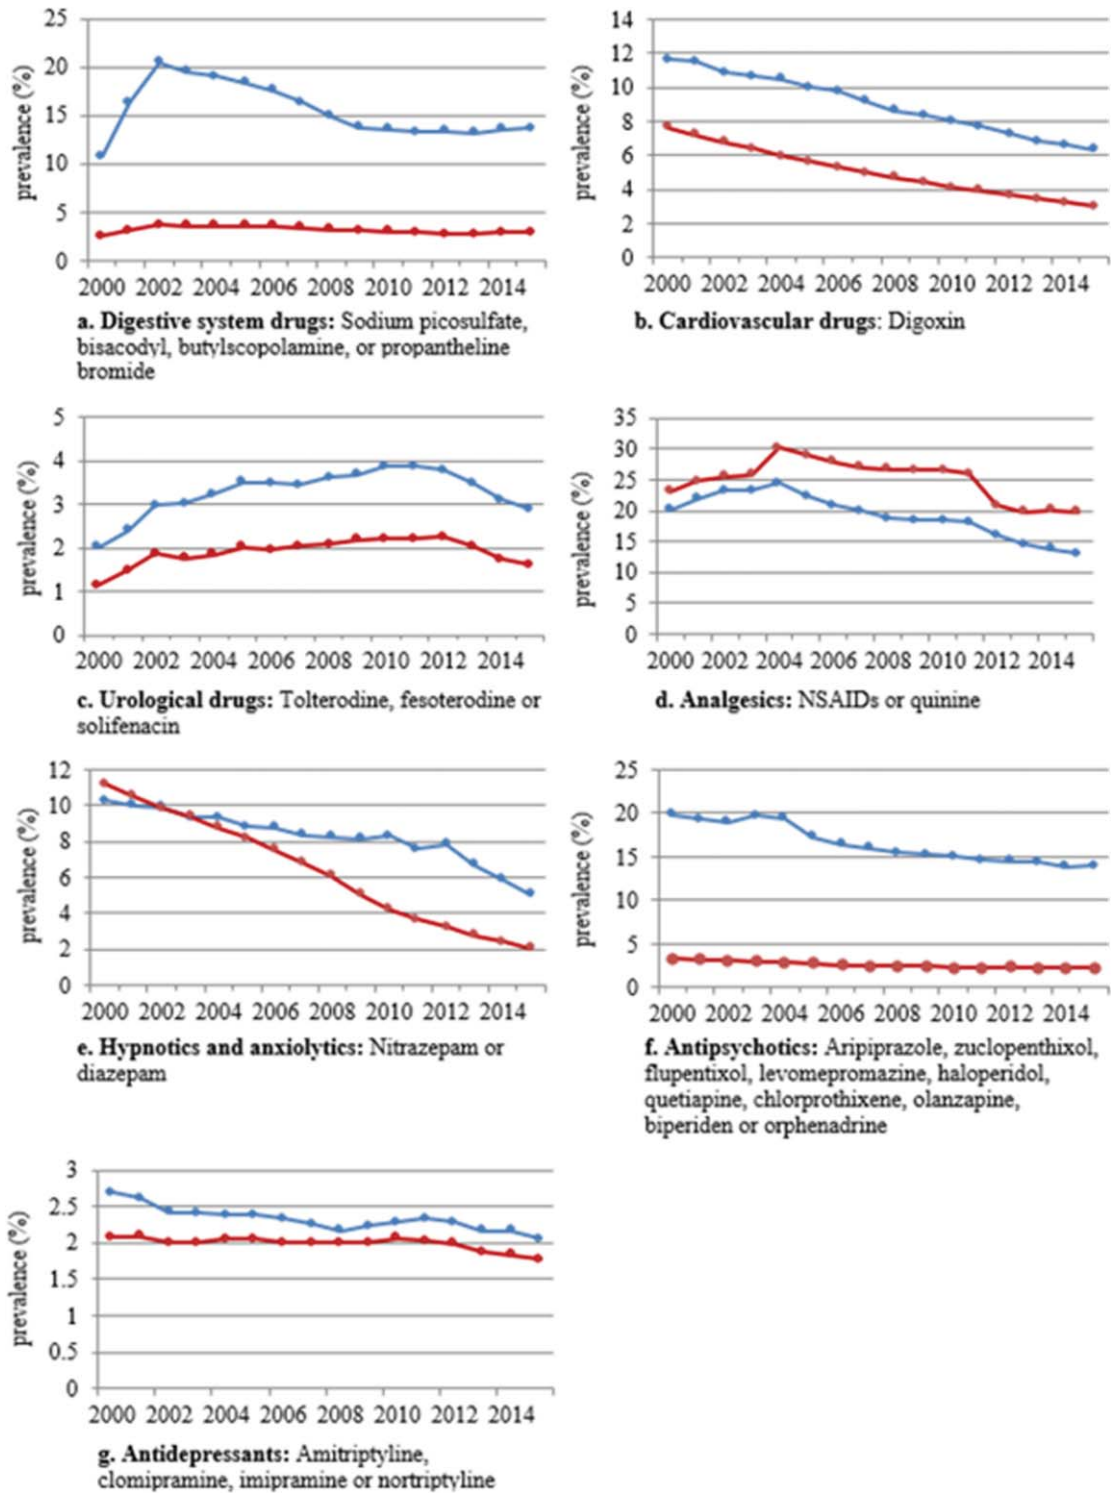 25
20
15
10
5
0
prevalence (%)
2000 2002 2004 2006 2008 2010 2012 2014
a. Digestive system drugs: Sodium picosulfate,
bisacodyl, butylscopolamine, or propantheline
bromide
14
12
10
8
6
4
2
0
prevalence (%)
2000 2002 2004 2006 2008 2010 2012 2014
b. Cardiovascular drugs: Digoxin
5
4
3
2
1
0
prevalence (%)
2000 2002 2004 2006 2008 2010 2012 2014
c. Urological drugs: Tolterodine, fesoterodine or
solifenacin
35
30
25
20
15
10
5
0
prevalence (%)
2000 2002 2004 2006 2008 2010 2012 2014
d. Analgesics: NSAIDs or quinine
12
10
8
6
4
2
0
prevalence (%)
2000 2002 2004 2006 2008 2010 2012 2014
e. Hypnotics and anxiolytics: Nitrazepam or
diazepam
25
20
15
10
5
0
prevalence (%)
2000 2002 2004 2006 2008 2010 2012 2014
f. Antipsychotics: Aripiprazole, zuclopenthixol,
flupentixol, levomepromazine, haloperidol,
quetiapine, chlorprothixene, olanzapine,
biperiden or orphenadrine
3
2.5
2
1.5
1
0.5
0
prevalence (%)
2000 2002 2004 2006 2008 2010 2012 2014
g. Antidepressants: Amitriptyline,
clomipramine, imipramine or nortriptyline